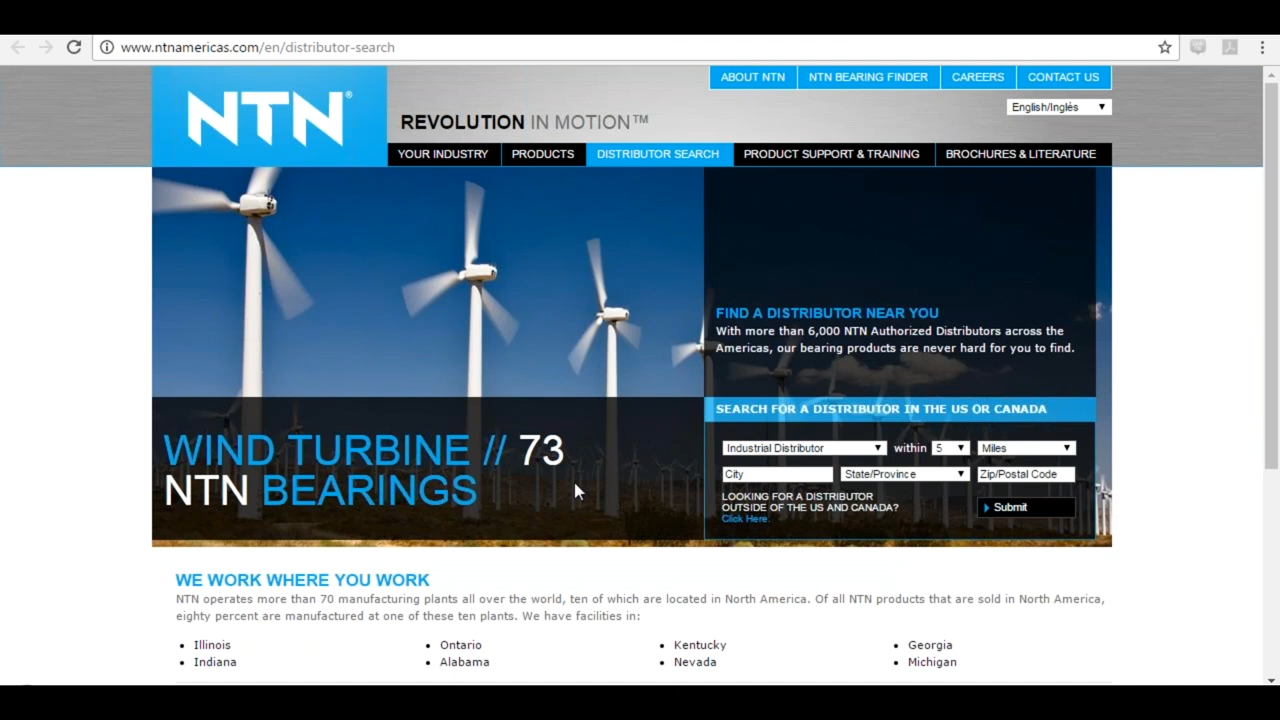 www.ntnamericas.com/en/distributor-search
ABOUT NTN
NTN BEARING FINDER
CAREERS
CONTACT US
English/Inglés
NTN®
REVOLUTION IN MOTION™
YOUR INDUSTRY
PRODUCTS
DISTRIBUTOR SEARCH
PRODUCT SUPPORT & TRAINING
BROCHURES & LITERATURE
FIND A DISTRIBUTOR NEAR YOU
With more than 6,000 NTN Authorized Distributors across the
Americas, our bearing products are never hard for you to find.
SEARCH FOR A DISTRIBUTOR IN THE US OR CANADA
Industrial Distributor within 5 Miles
City State/Province Zip/Postal Code
LOOKING FOR A DISTRIBUTOR
OUTSIDE OF THE US AND CANADA?
Click Here.
Submit
WIND TURBINE // 73
NTN BEARINGS
WE WORK WHERE YOU WORK
NTN operates more than 70 manufacturing plants all over the world, ten of which are located in North America. Of all NTN products that are sold in North America,
eighty percent are manufactured at one of these ten plants. We have facilities in:
• Illinois
• Indiana
• Ontario
• Alabama
• Kentucky
• Nevada
• Georgia
• Michigan